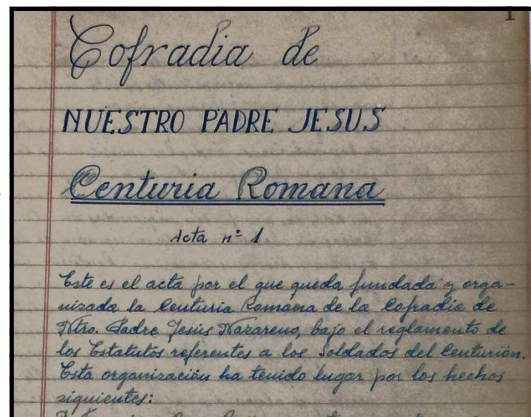 1
Cofradia de
NUESTRO PADRE JESUS
Centuria Romana
Acta nº 1
Este es el acta por el que queda fundada y orga-
nizada la Centuria Romana de la Cofradia de
Ntro. Padre Jesús Nazareno, bajo el reglamento de
los Estatutos referentes a los Soldados del Centurión.
Esta organización ha tenido lugar por los hechos
siguientes: